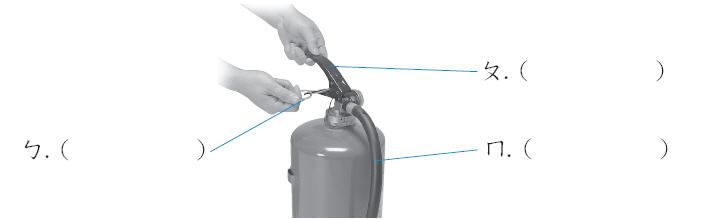 ㄆ.（　　　　）
ㄅ.（　　　　）
ㄇ.（　　　　）